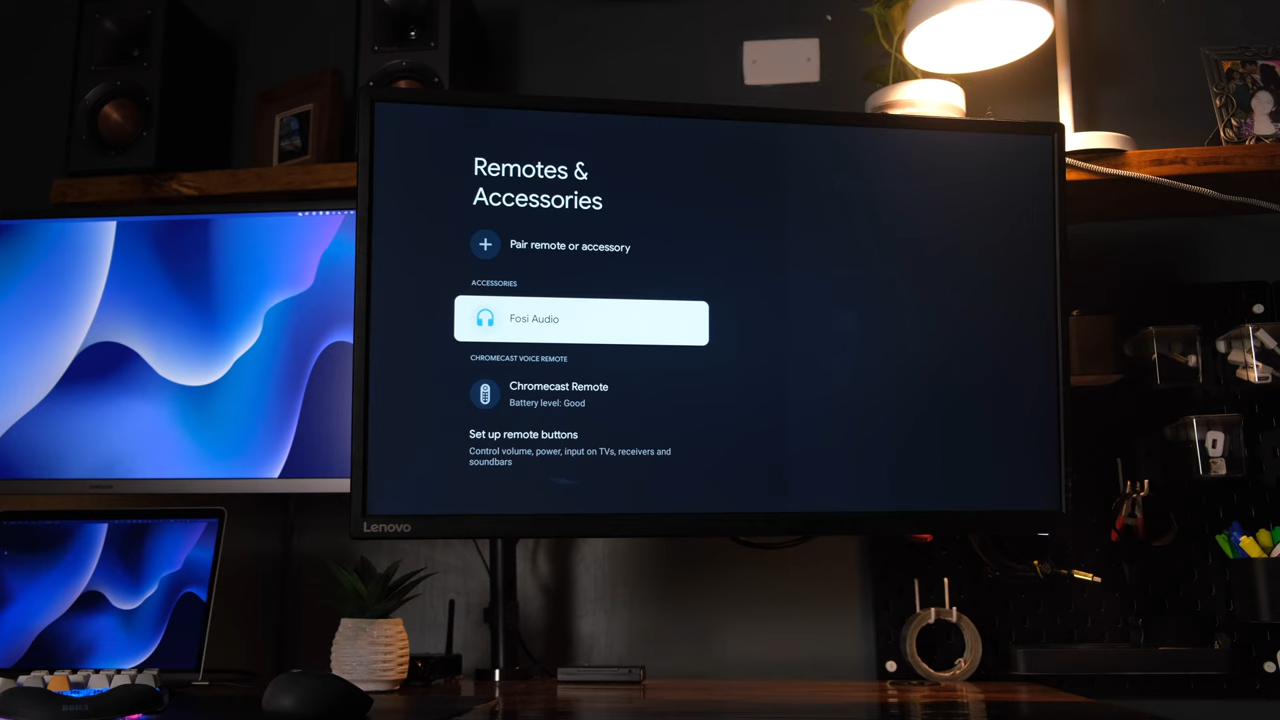 Remotes &
Accessories
Pair remote or accessory
ACCESSORIES
Fosi Audio
CHROMECAST VOICE REMOTE
Chromecast Remote
Battery level: Good
Set up remote buttons
Control volume, power, input on TVs, receivers and
soundbars
Lenovo